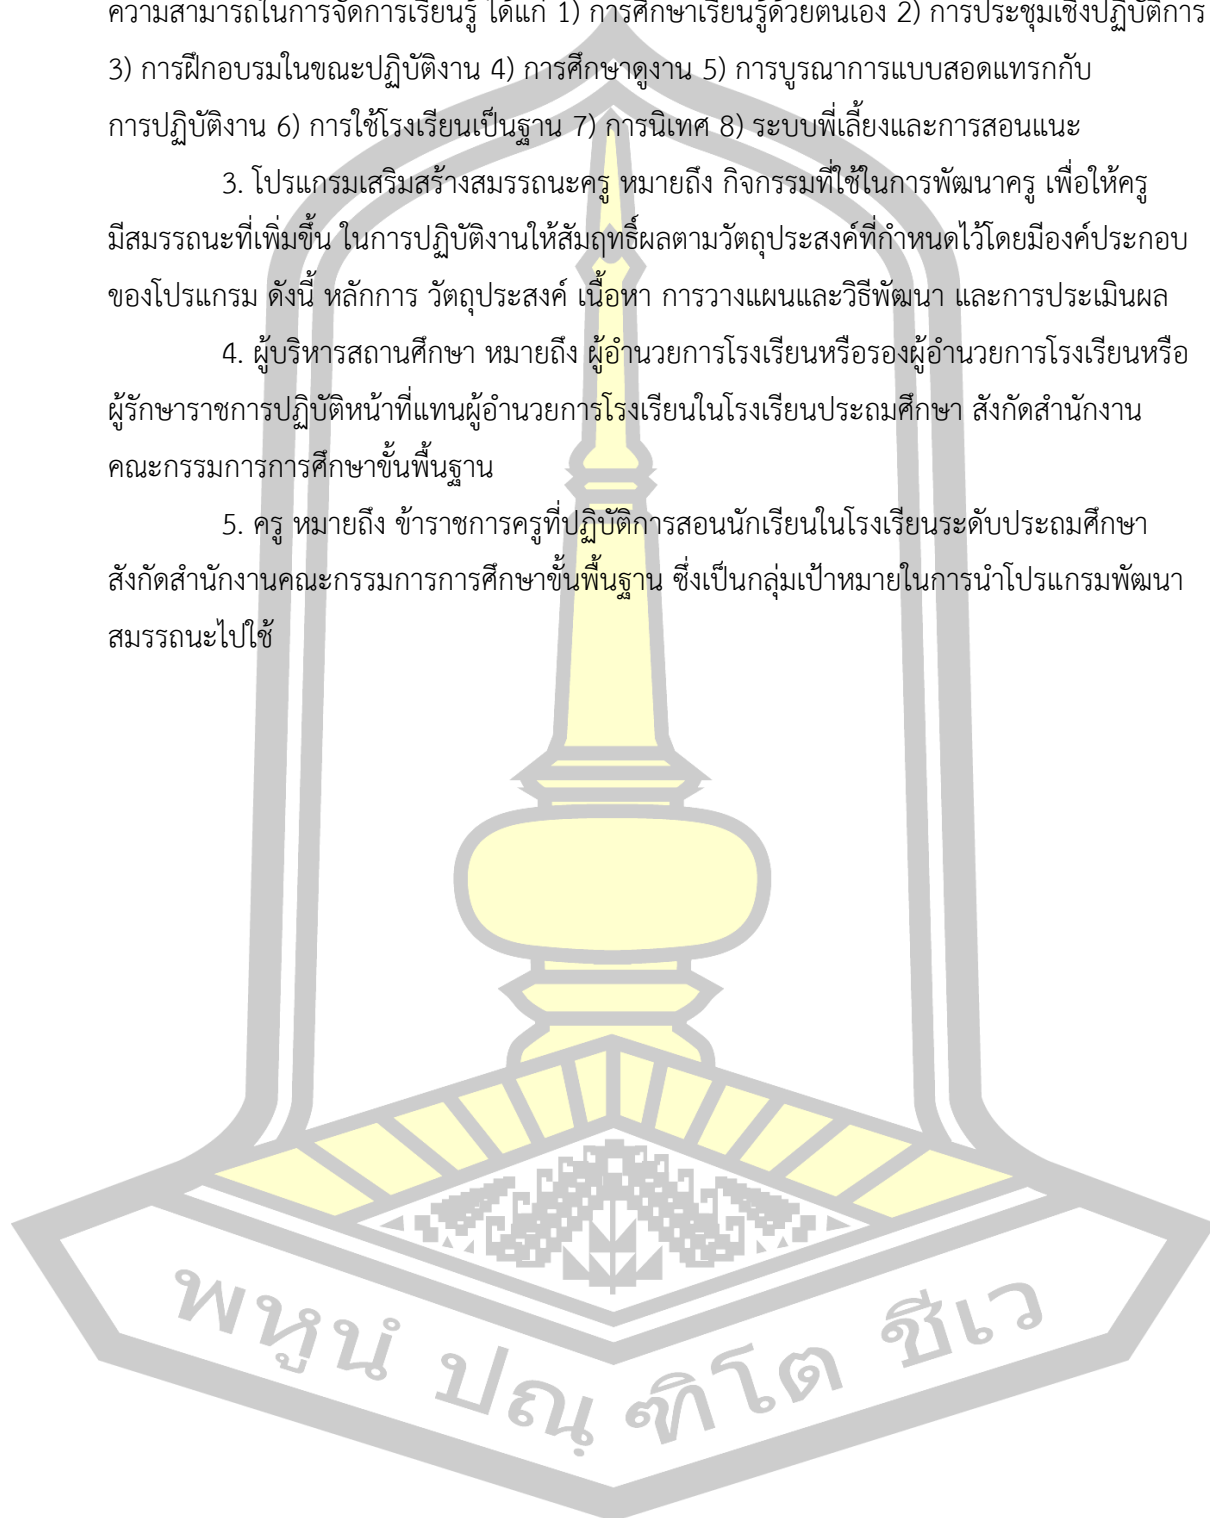 ความสามารถในการจัดการเรียนรู้ ได้แก่ 1) การศึกษาเรียนรู้ด้วยตนเอง 2) การประชุมเชิงปฏิบัติการ
3) การฝึกอบรมในขณะปฏิบัติงาน 4) การศึกษาดูงาน 5) การบูรณาการแบบสอดแทรกกับ
การปฏิบัติงาน 6) การใช้โรงเรียนเป็นฐาน 7) การนิเทศ 8) ระบบพี่เลี้ยงและการสอนแนะ
3. โปรแกรมเสริมสร้างสมรรถนะครู หมายถึง กิจกรรมที่ใช้ในการพัฒนาครู เพื่อให้ครู
มีสมรรถนะที่เพิ่มขึ้น ในการปฏิบัติงานให้สัมฤทธิ์ผลตามวัตถุประสงค์ที่กำหนดไว้โดยมีองค์ประกอบ
ของโปรแกรม ดังนี้ หลักการ วัตถุประสงค์ เนื้อหา การวางแผนและวิธีพัฒนา และการประเมินผล
4. ผู้บริหารสถานศึกษา หมายถึง ผู้อำนวยการโรงเรียนหรือรองผู้อำนวยการโรงเรียนหรือ
ผู้รักษาราชการปฏิบัติหน้าที่แทนผู้อำนวยการโรงเรียนในโรงเรียนประถมศึกษา สังกัดสำนักงาน
คณะกรรมการการศึกษาขั้นพื้นฐาน
5. ครู หมายถึง ข้าราชการครูที่ปฏิบัติการสอนนักเรียนในโรงเรียนระดับประถมศึกษา
สังกัดสำนักงานคณะกรรมการการศึกษาขั้นพื้นฐาน ซึ่งเป็นกลุ่มเป้าหมายในการนำโปรแกรมพัฒนา
สมรรถนะไปใช้
พหูนํ ปณฺฑิโต ชีเว